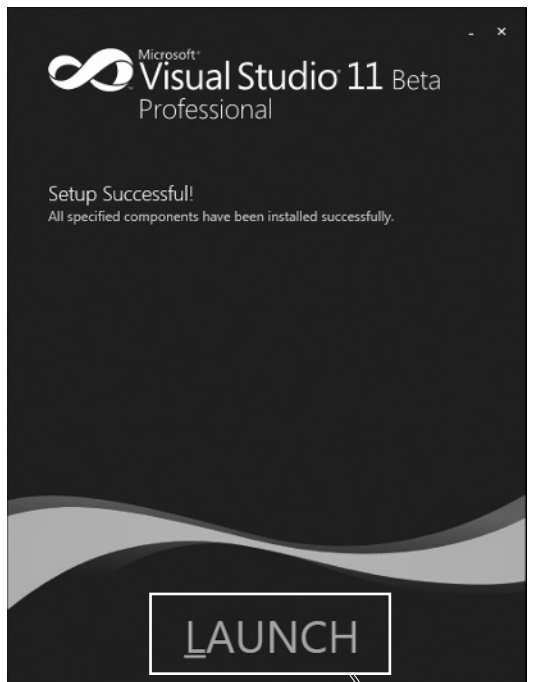 Microsoft®
Visual Studio® 11 Beta
Professional
Setup Successful!
All specified components have been installed successfully.
LAUNCH